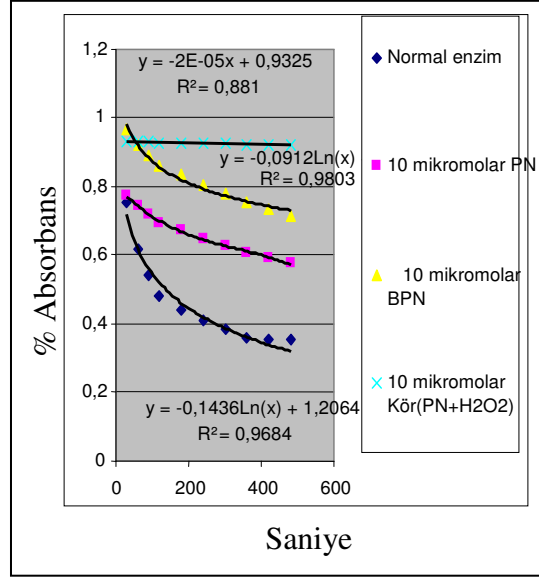 1,2
1
0,8
0,6
0,4
0,2
0
% Absorbans
y = -2E-05x + 0,9325
R² = 0,881
y = -0,0912Ln(x)
R² = 0,9803
y = -0,1436Ln(x) + 1,2064
R² = 0,9684
0 200 400 600
Saniye
Normal enzim
10 mikromolar PN
10 mikromolar
BPN
10 mikromolar
Kör(PN+H2O2)